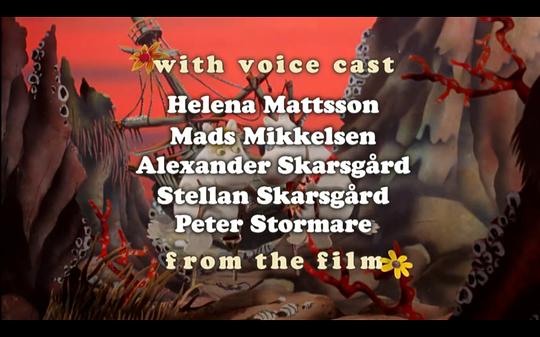 with voice cast
Helena Mattsson
Mads Mikkelsen
Alexander Skarsgård
Stellan Skarsgård
Peter Stormare
from the film